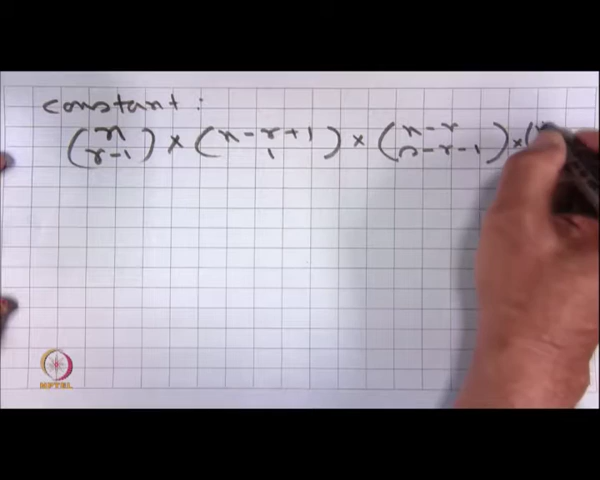 constant :
(n r-1) × (n-r+1 1) × (n-r s-r-1) × (
NPTEL